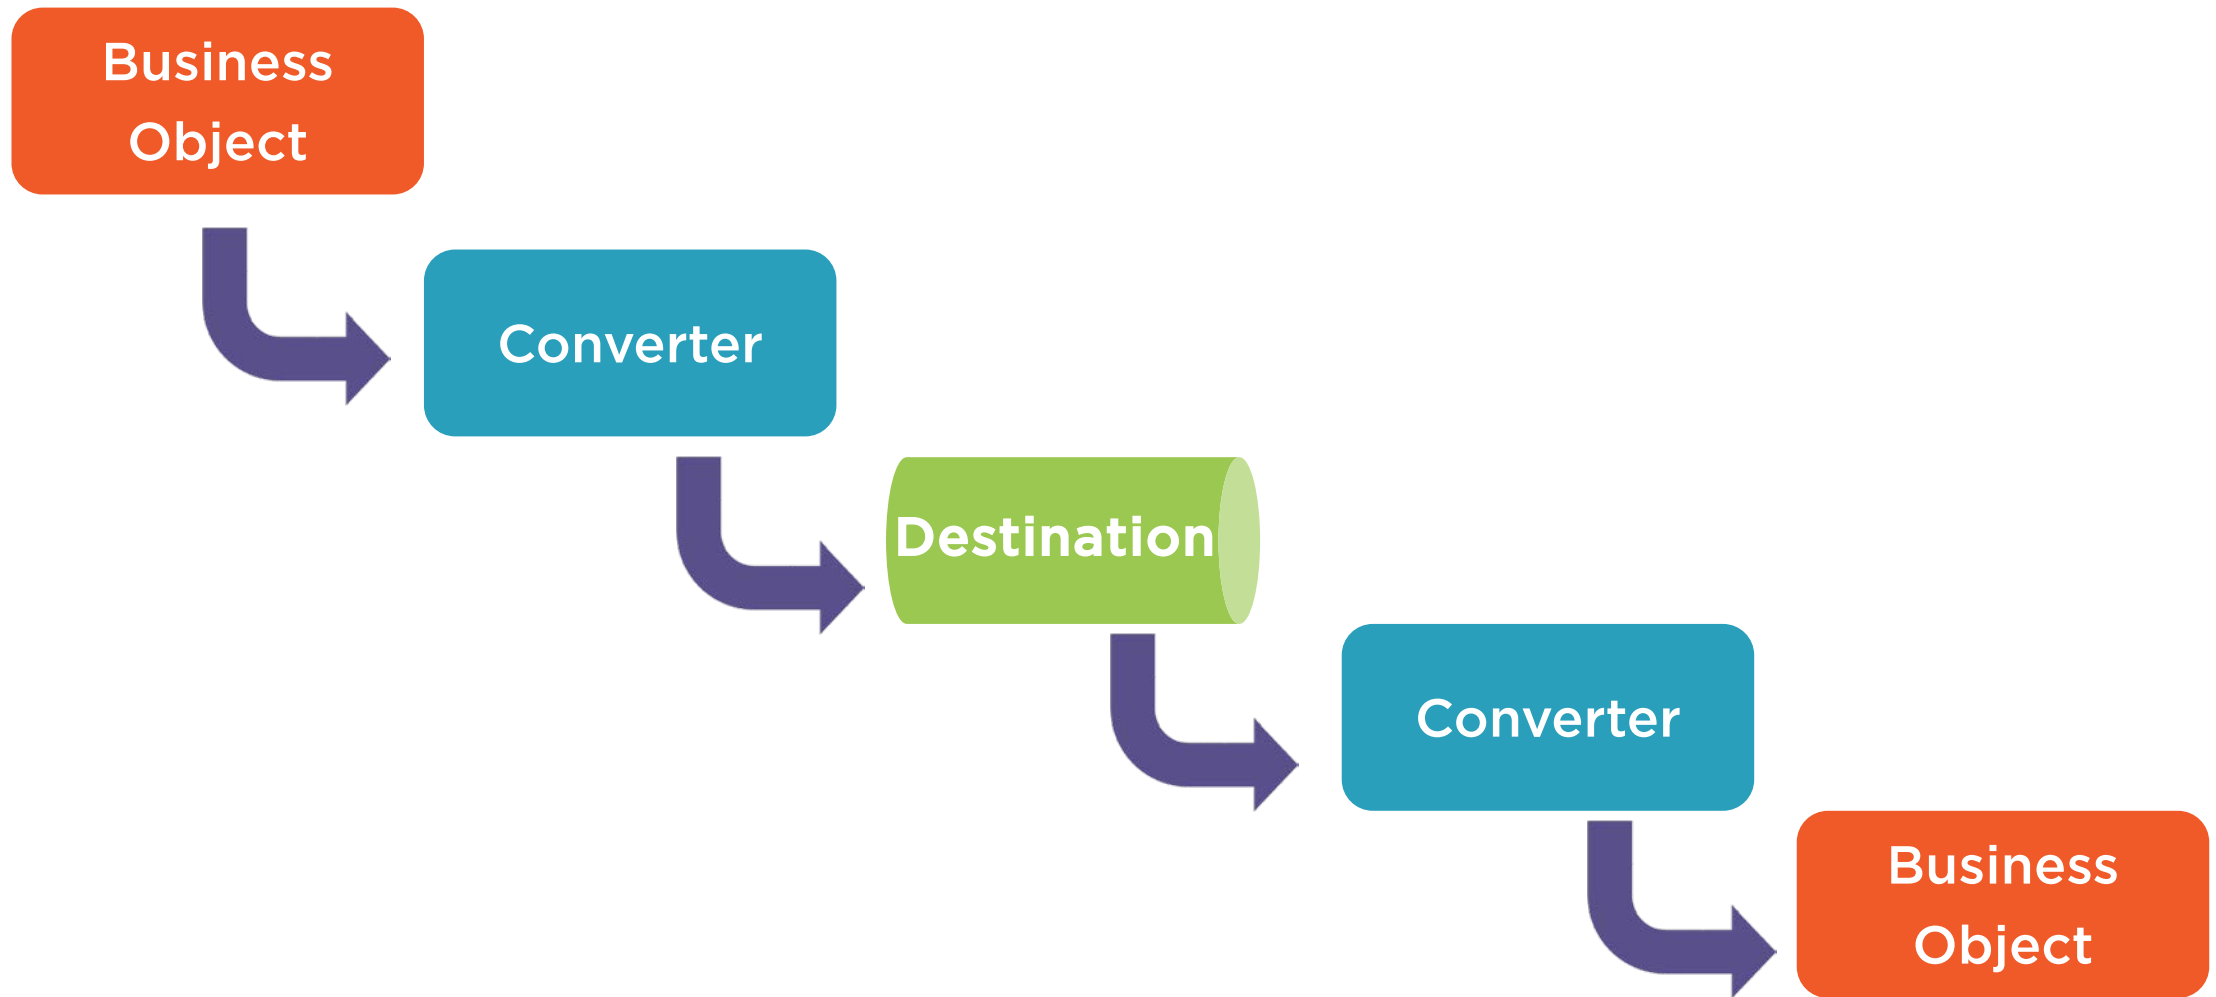 Business
Object
Converter
Destination
Converter
Business
Object